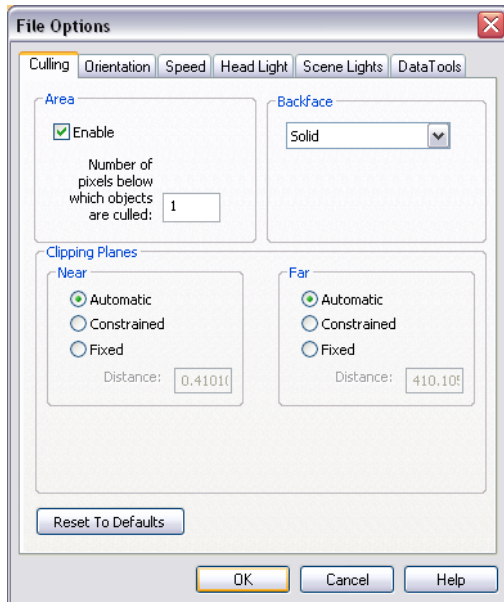 File Options
Culling Orientation Speed Head Light Scene Lights DataTools
Area
Enable
Number of
pixels below
which objects
are culled:
1
Backface
Solid
Clipping Planes
Near
Automatic
Constrained
Fixed
Distance: 0.4101
Far
Automatic
Constrained
Fixed
Distance: 410.105
Reset To Defaults
OK Cancel Help